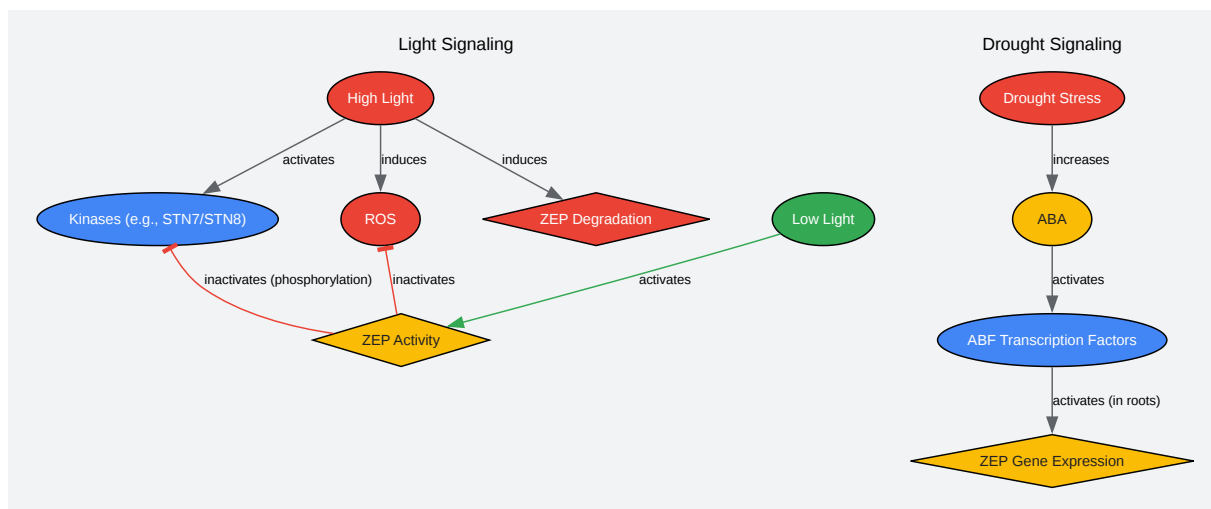 Light Signaling
Drought Signaling
High Light
Drought Stress
activates
induces
induces
increases
Kinases (e.g., STN7/STN8)
ROS
ZEP Degradation
Low Light
ABA
inactivates (phosphorylation)
inactivates
activates
activates
ZEP Activity
ABF Transcription Factors
activates (in roots)
ZEP Gene Expression